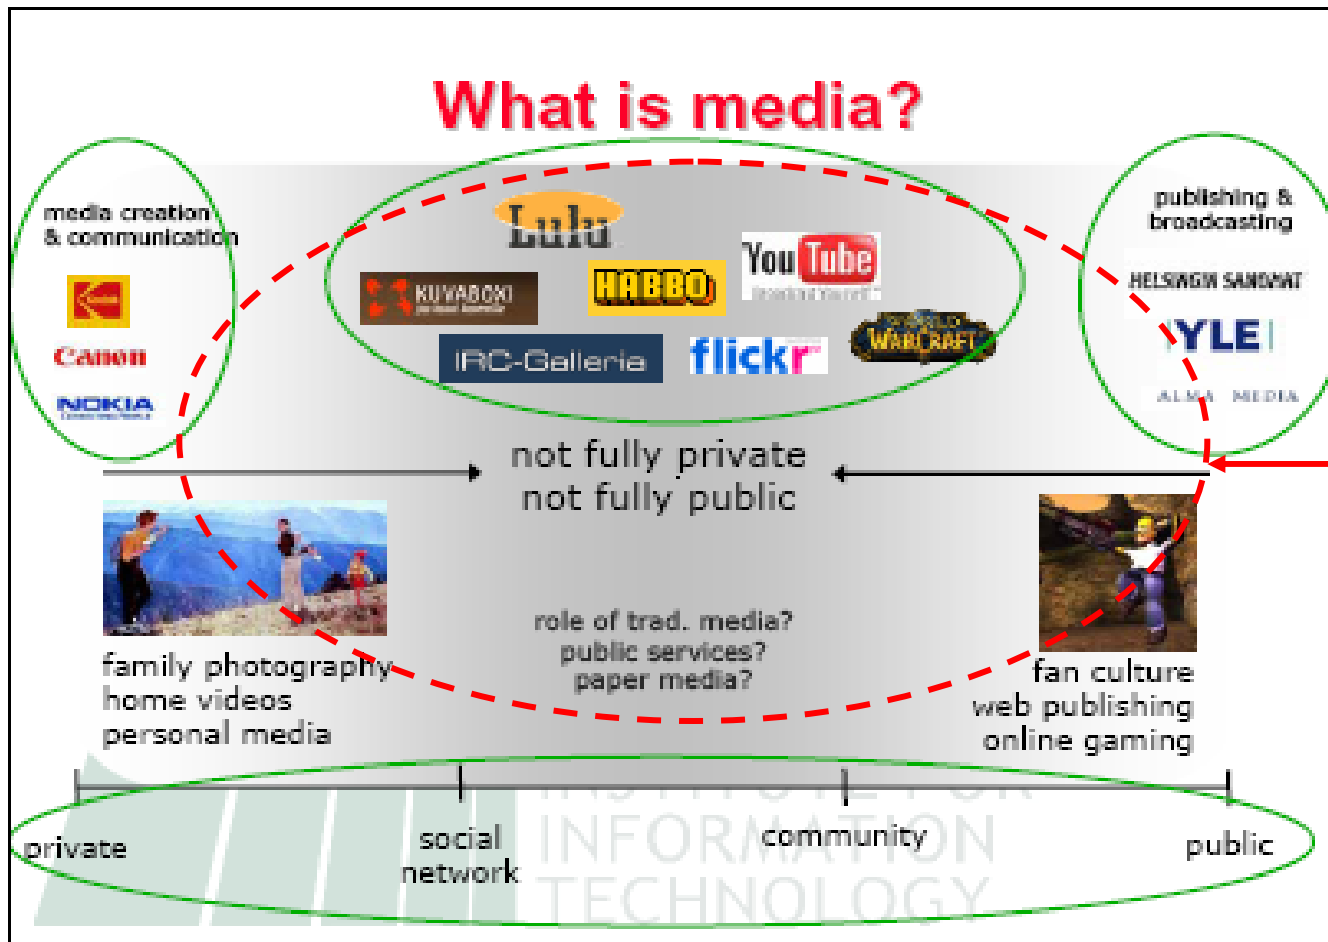 What is media?
media creation
& communication
Kodak
Canon
NOKIA
Lulu
YouTube
HABBO
KUVABOXI
WORLD
WARCRAFT
IRC-Galleria
flickr
publishing &
broadcasting
HELSINGIN SANOMAT
YLE
ALMA MEDIA
not fully private
not fully public
role of trad. media?
public services?
paper media?
family photography
home videos
personal media
fan culture
web publishing
online gaming
private
social
network
community
public
INSTITUTE FOR
INFORMATION
TECHNOLOGY